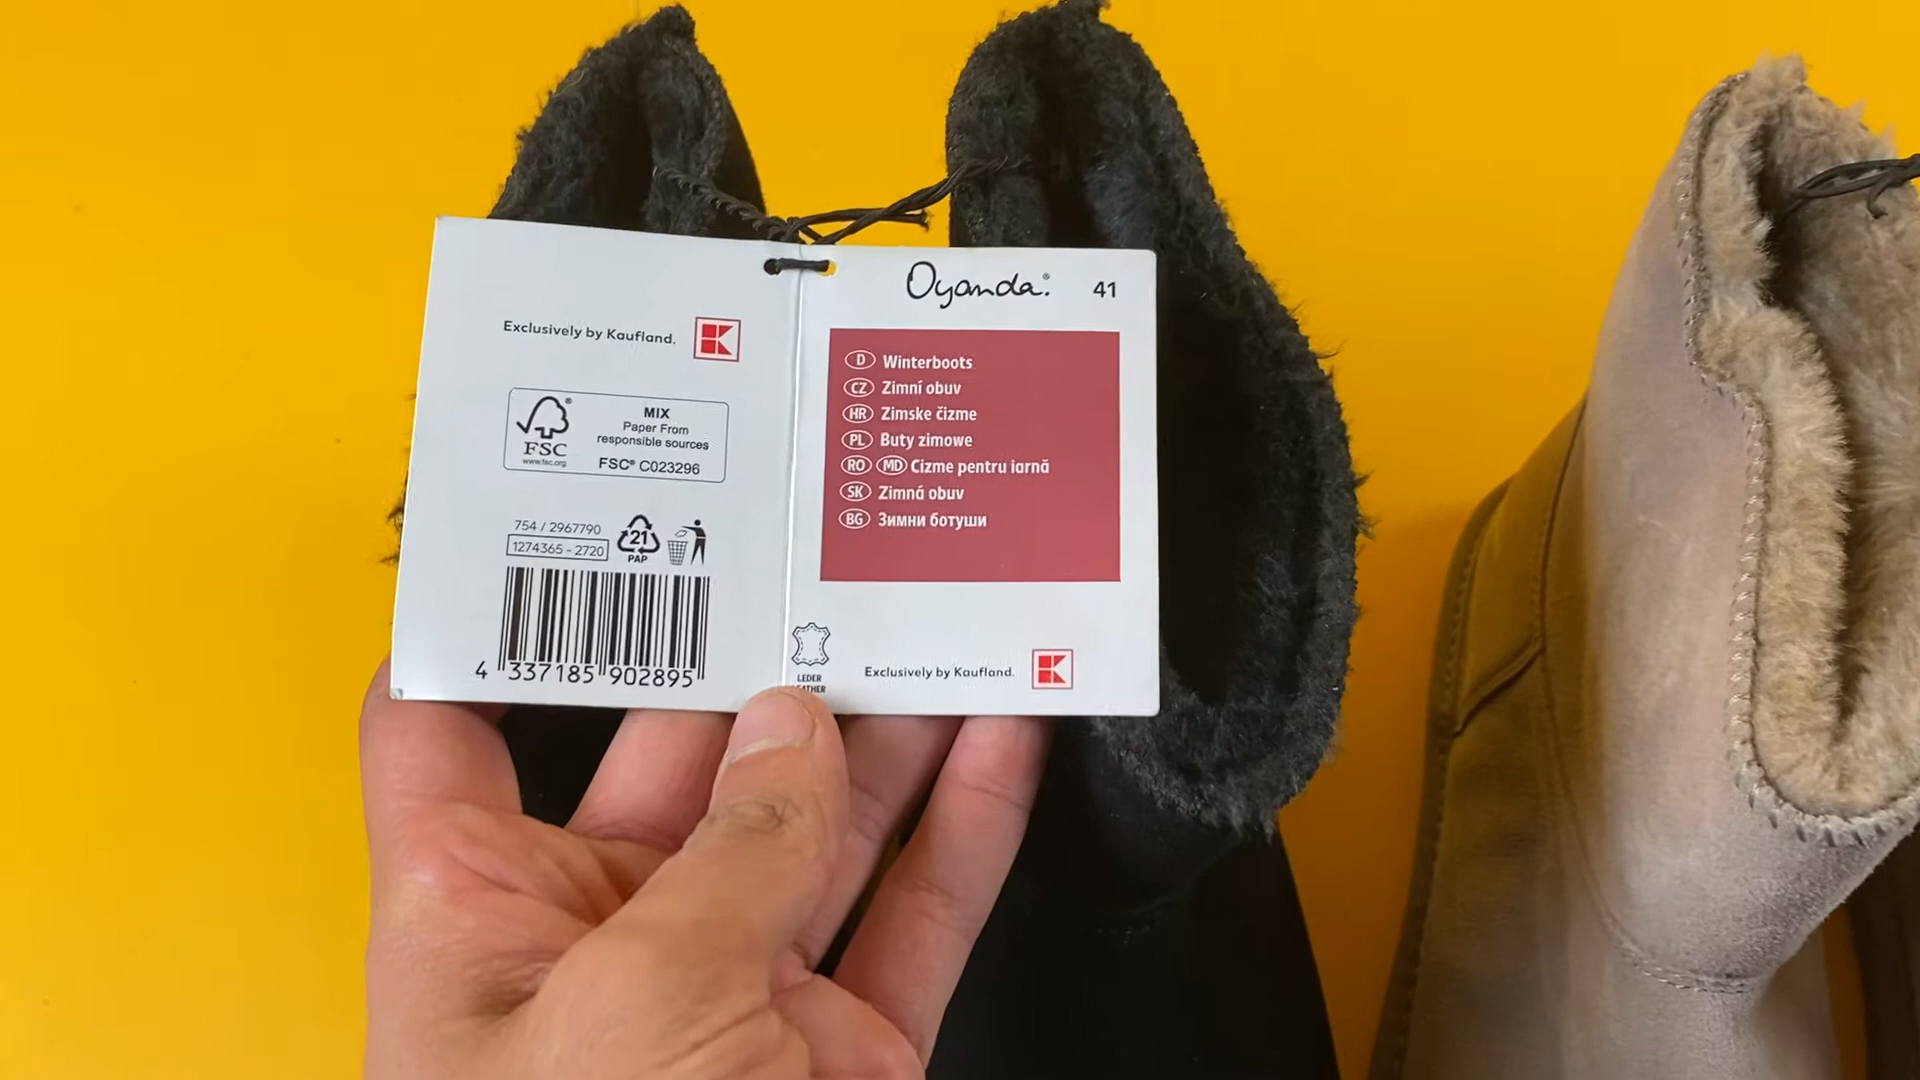 Exclusively by Kaufland.
FSC®
www.fsc.org
MIX
Paper From
responsible sources
FSC® C023296
754 / 2967790
1274365 - 2720
21
PAP
4 337185 902895
Oyanda®
41
D Winterboots
CZ Zimní obuv
HR Zimske čizme
PL Buty zimowe
RO MD Cizme pentru iarnă
SK Zimná obuv
BG Зимни ботуши
LEDER
Exclusively by Kaufland.